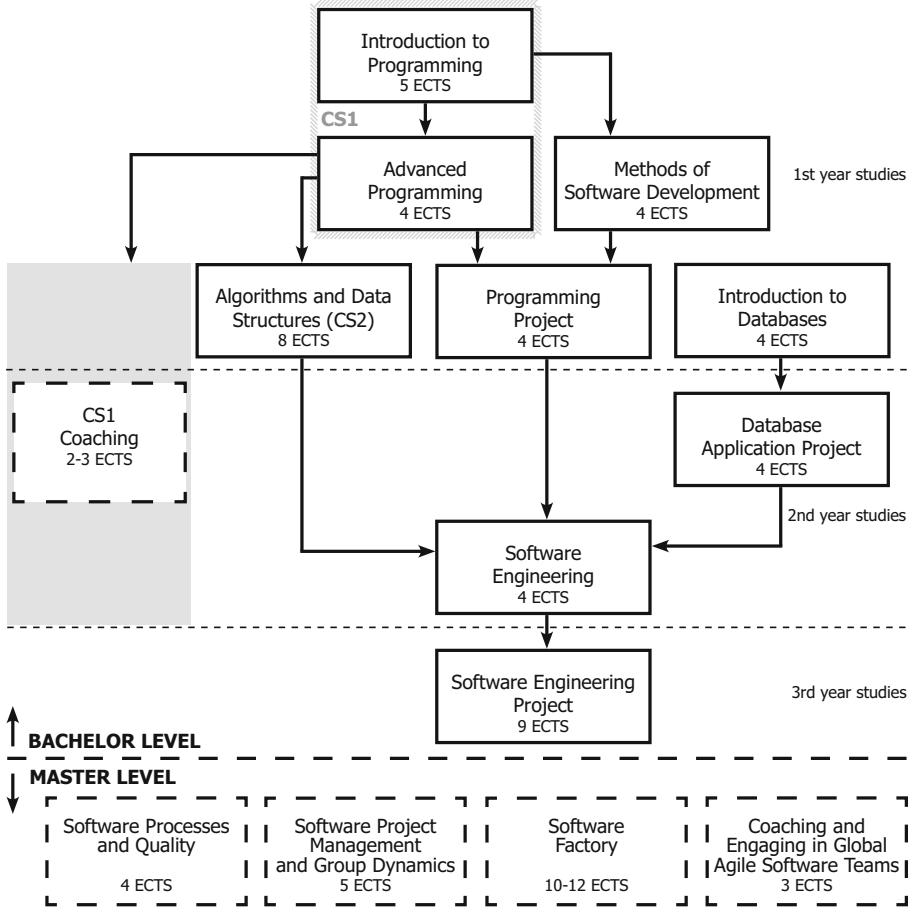 Introduction to
Programming
5 ECTS
CS1
Advanced
Programming
4 ECTS
Methods of
Software Development
4 ECTS
1st year studies
Algorithms and Data
Structures (CS2)
8 ECTS
Programming
Project
4 ECTS
Introduction to
Databases
4 ECTS
CS1
Coaching
2-3 ECTS
Database
Application Project
4 ECTS
2nd year studies
Software
Engineering
4 ECTS
Software Engineering
Project
9 ECTS
3rd year studies
BACHELOR LEVEL
MASTER LEVEL
Software Processes
and Quality
4 ECTS
Software Project
Management
and Group Dynamics
5 ECTS
Software
Factory
10-12 ECTS
Coaching and
Engaging in Global
Agile Software Teams
3 ECTS